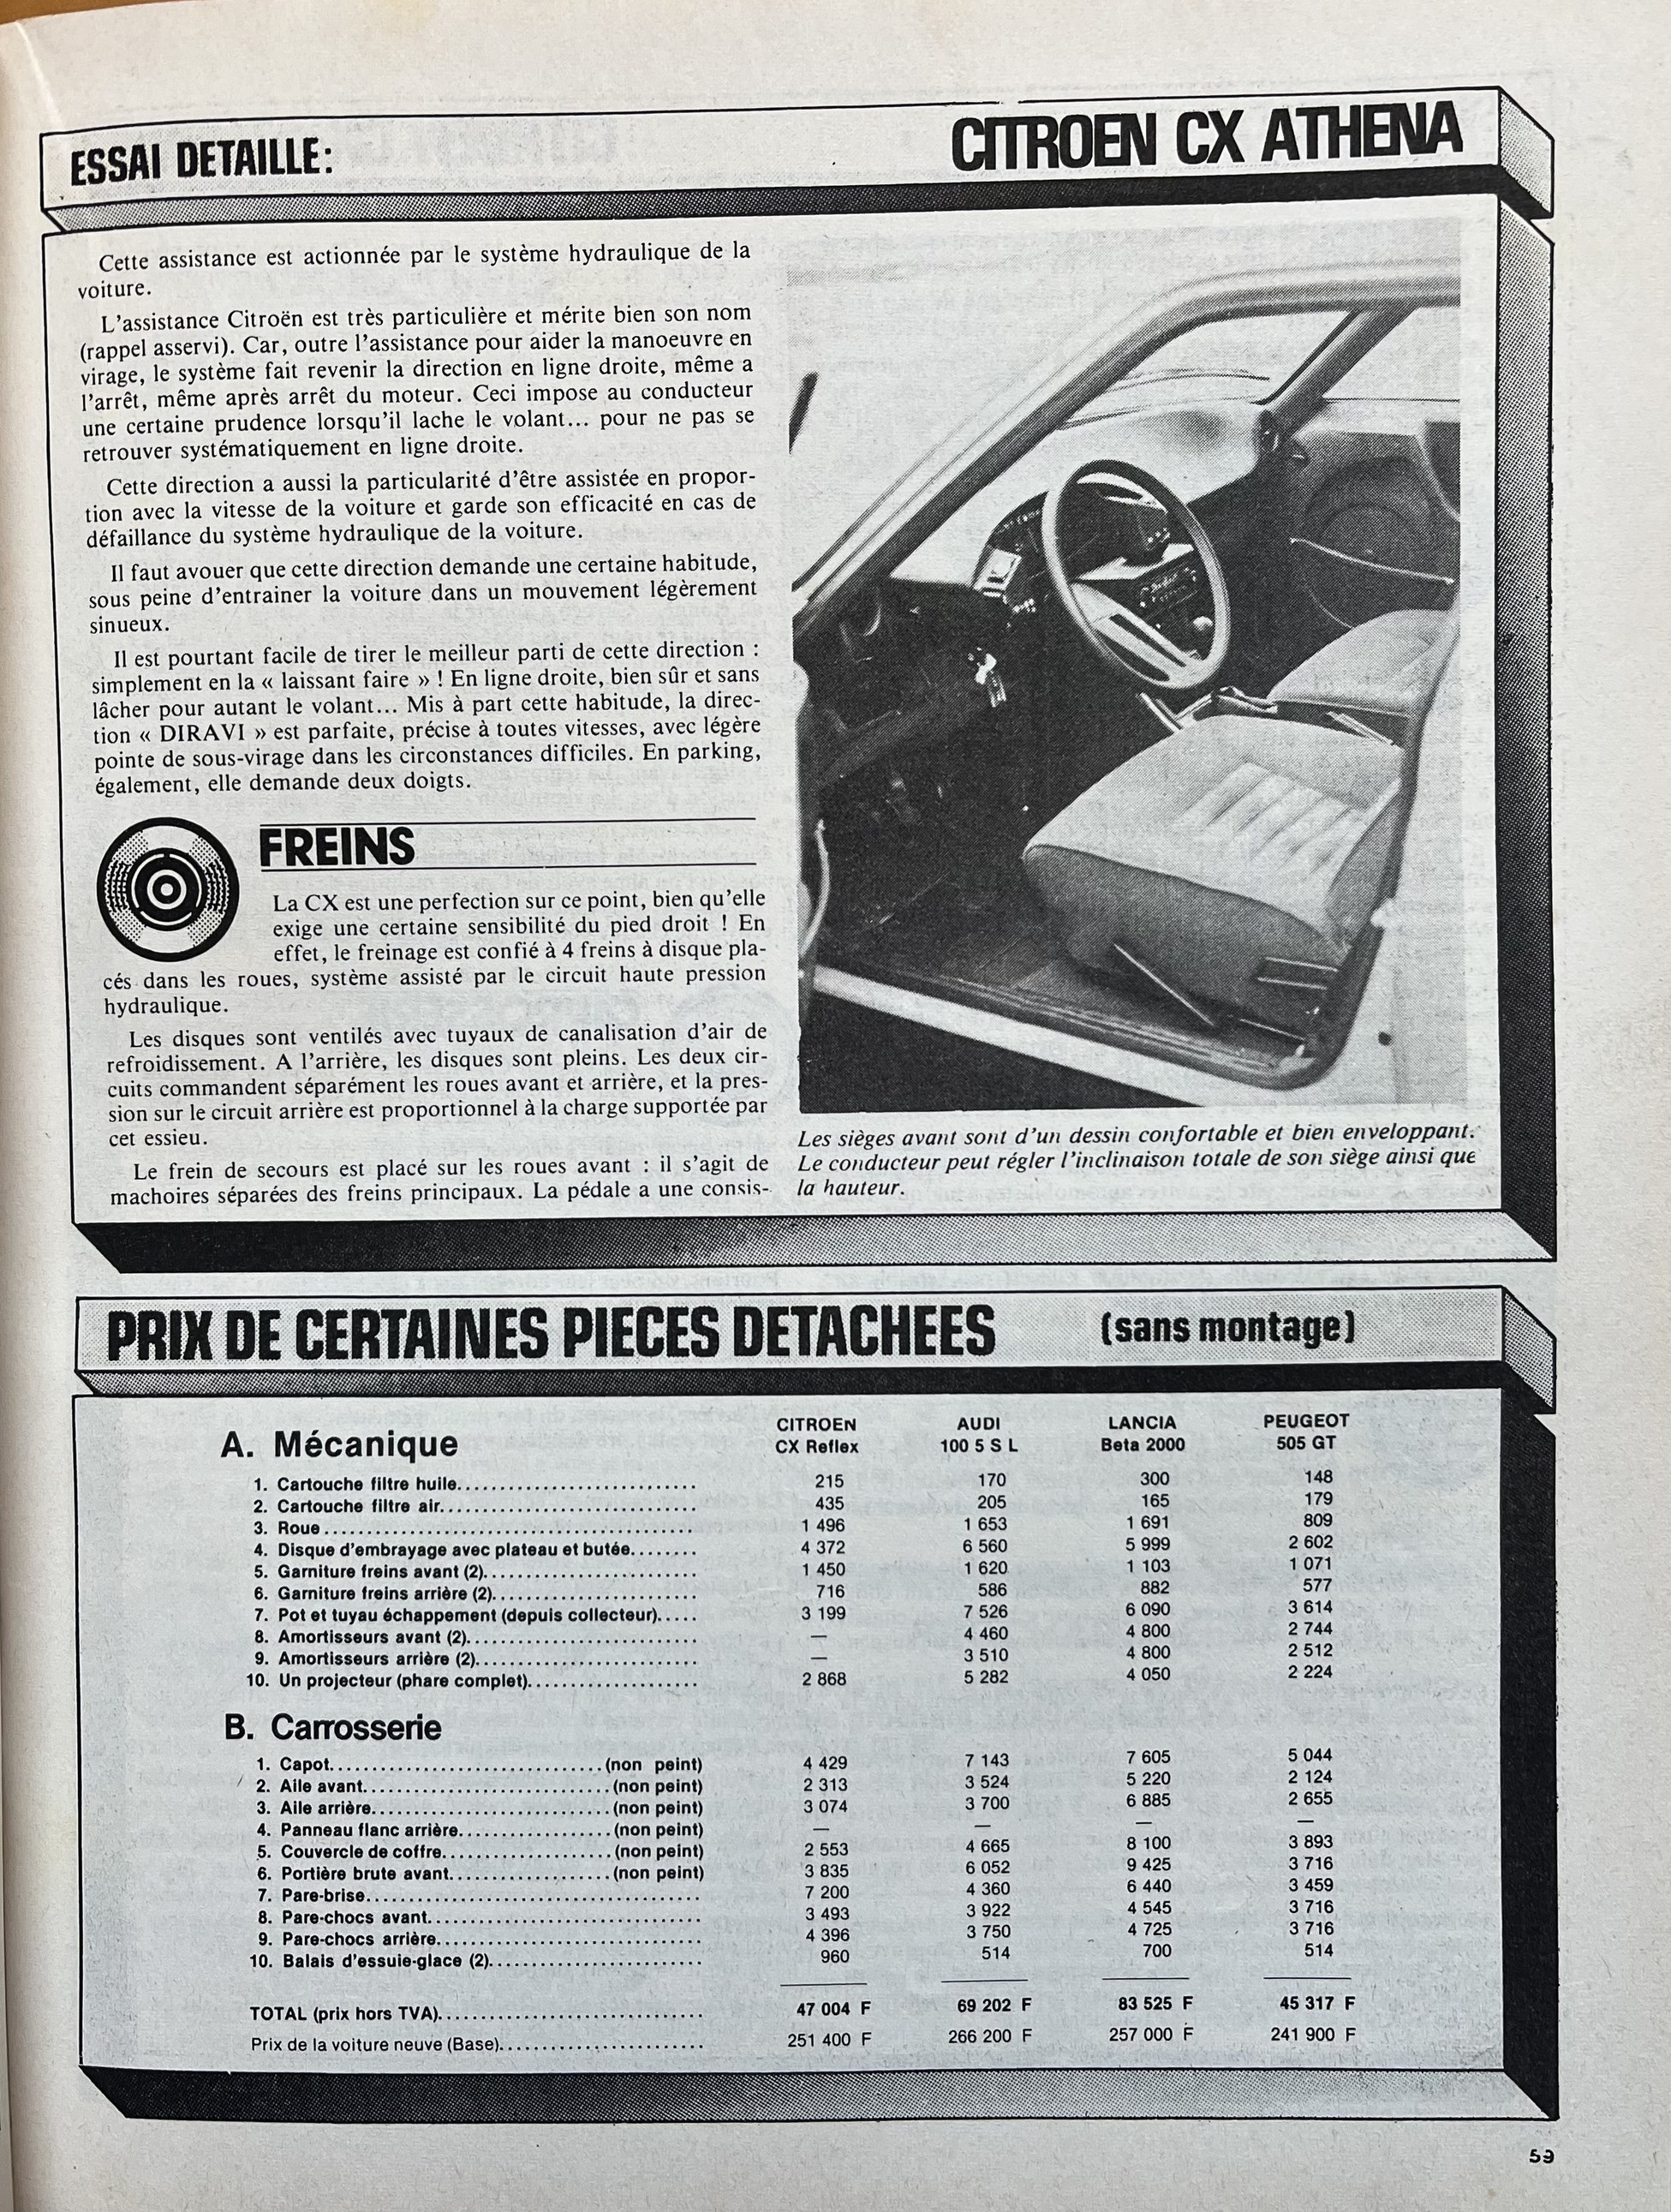 ESSAI DETAILLE:
CITROEN CX ATHENA
Cette assistance est actionnée par le système hydraulique de la
voiture.
L'assistance Citroën est très particulière et mérite bien son nom
(rappel asservi). Car, outre l'assistance pour aider la manoeuvre en
virage, le système fait revenir la direction en ligne droite, même a
l'arrêt, même après arrêt du moteur. Ceci impose au conducteur
une certaine prudence lorsqu'il lache le volant... pour ne pas se
retrouver systématiquement en ligne droite.
Cette direction a aussi la particularité d'être assistée en propor-
tion avec la vitesse de la voiture et garde son efficacité en cas de
défaillance du système hydraulique de la voiture.
Il faut avouer que cette direction demande une certaine habitude,
sous peine d'entrainer la voiture dans un mouvement légèrement
sinueux.
Il est pourtant facile de tirer le meilleur parti de cette direction :
simplement en la « laissant faire » ! En ligne droite, bien sûr et sans
lâcher pour autant le volant... Mis à part cette habitude, la direc-
tion « DIRAVI » est parfaite, précise à toutes vitesses, avec légère
pointe de sous-virage dans les circonstances difficiles. En parking,
également, elle demande deux doigts.
FREINS
La CX est une perfection sur ce point, bien qu'elle
exige une certaine sensibilité du pied droit ! En
effet, le freinage est confié à 4 freins à disque pla-
cés dans les roues, système assisté par le circuit haute pression
hydraulique.
Les disques sont ventilés avec tuyaux de canalisation d'air de
refroidissement. A l'arrière, les disques sont pleins. Les deux cir-
cuits commandent séparément les roues avant et arrière, et la pres-
sion sur le circuit arrière est proportionnel à la charge supportée par
cet essieu.
Le frein de secours est placé sur les roues avant : il s'agit de
machoires séparées des freins principaux. La pédale a une consis-
Les sièges avant sont d'un dessin confortable et bien enveloppant.
Le conducteur peut régler l'inclinaison totale de son siège ainsi que
la hauteur.
PRIX DE CERTAINES PIECES DETACHEES (sans montage)
CITROEN AUDI LANCIA PEUGEOT
A. Mécanique CX Reflex 100 5 S L Beta 2000 505 GT
1. Cartouche filtre huile............................ 215 170 300 148
2. Cartouche filtre air.............................. 435 205 165 179
3. Roue............................................ 1 496 1 653 1 691 809
4. Disque d'embrayage avec plateau et butée........ 4 372 6 560 5 999 2 602
5. Garniture freins avant (2)......................... 1 450 1 620 1 103 1 071
6. Garniture freins arrière (2)........................ 716 586 882 577
7. Pot et tuyau échappement (depuis collecteur)..... 3 199 7 526 6 090 3 614
8. Amortisseurs avant (2)........................... — 4 460 4 800 2 744
9. Amortisseurs arrière (2).......................... — 3 510 4 800 2 512
10. Un projecteur (phare complet).................... 2 868 5 282 4 050 2 224
B. Carrosserie
1. Capot................................(non peint) 4 429 7 143 7 605 5 044
2. Aile avant.............................(non peint) 2 313 3 524 5 220 2 124
3. Aile arrière............................(non peint) 3 074 3 700 6 885 2 655
4. Panneau flanc arrière..................(non peint) — — — —
5. Couvercle de coffre....................(non peint) 2 553 4 665 8 100 3 893
6. Portière brute avant...................(non peint) 3 835 6 052 9 425 3 716
7. Pare-brise....................................... 7 200 4 360 6 440 3 459
8. Pare-chocs avant................................ 3 493 3 922 4 545 3 716
9. Pare-chocs arrière............................... 4 396 3 750 4 725 3 716
10. Balais d'essuie-glace (2)......................... 960 514 700 514
TOTAL (prix hors TVA)............................... 47 004 F 69 202 F 83 525 F 45 317 F
Prix de la voiture neuve (Base)........................ 251 400 F 266 200 F 257 000 F 241 900 F
59